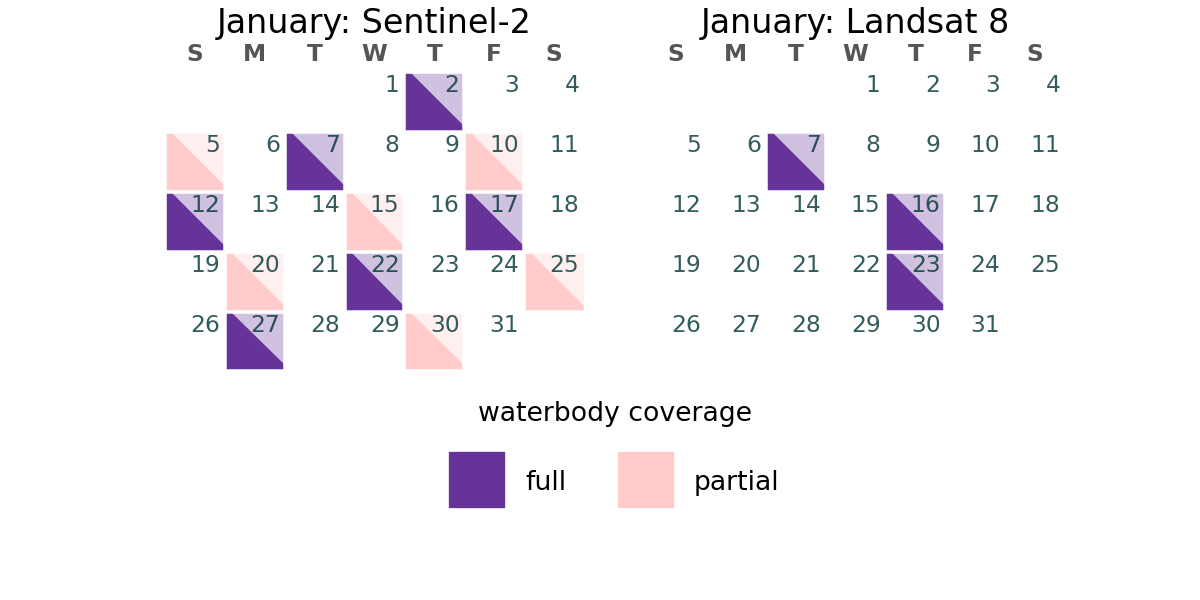 January: Sentinel-2
S M T W T F S
1 2 3 4
5 6 7 8 9 10 11
12 13 14 15 16 17 18
19 20 21 22 23 24 25
26 27 28 29 30 31
January: Landsat 8
S M T W T F S
1 2 3 4
5 6 7 8 9 10 11
12 13 14 15 16 17 18
19 20 21 22 23 24 25
26 27 28 29 30 31
waterbody coverage
full partial